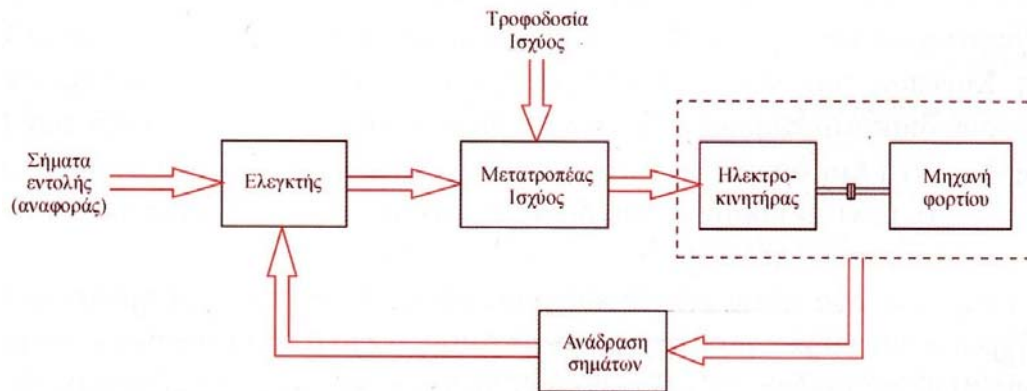 Τροφοδοσία
Ισχύος
Σήματα
εντολής
(αναφοράς)
Ελεγκτής
Μετατροπέας
Ισχύος
Ηλεκτρο-
κινητήρας
Μηχανή
φορτίου
Ανάδραση
σημάτων